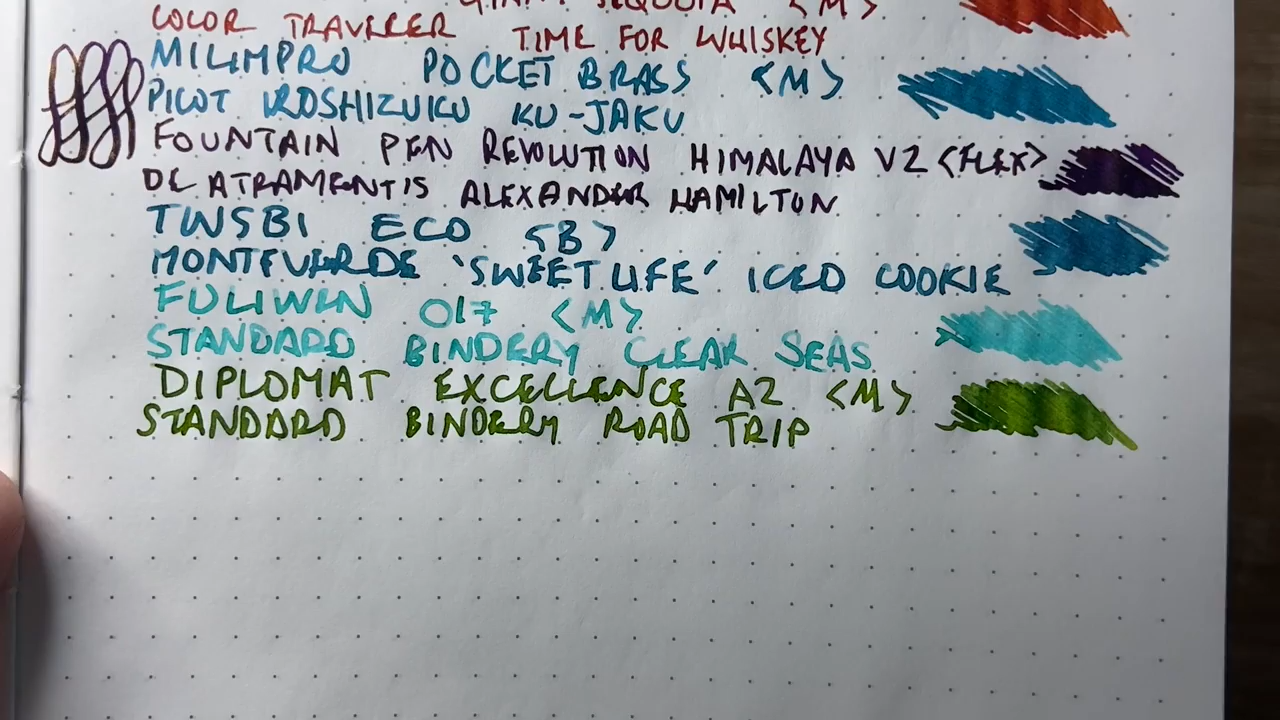 SEQUOIA <M>
COLOR TRAVELER TIME FOR WHISKEY
MILIMPRO POCKET BRASS <M>
PILOT IROSHIZUKU KU-JAKU
FOUNTAIN PEN REVOLUTION HIMALAYA V2 <FLEX>
DE ATRAMENTIS ALEXANDER HAMILTON
TWSBI ECO <B>
MONTEVERDE 'SWEET LIFE' ICED COOKIE
FULIWEN 017 <M>
STANDARD BINDERY CLEAR SEAS
DIPLOMAT EXCELLENCE A2 <M>
STANDARD BINDERY ROAD TRIP